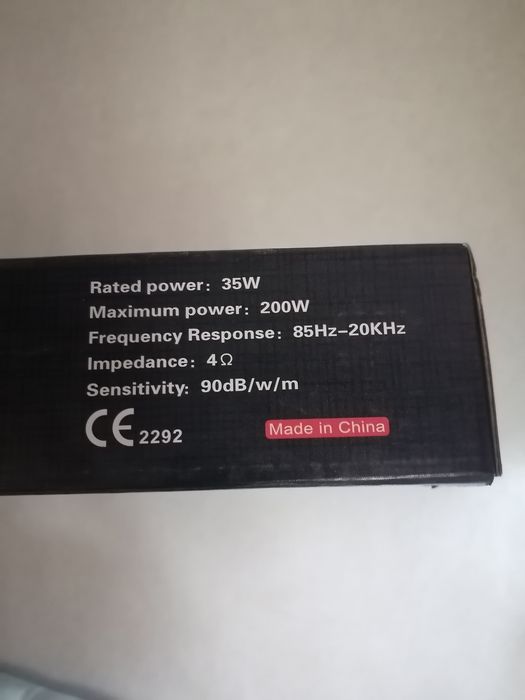 Rated power: 35W
Maximum power: 200W
Frequency Response: 85Hz-20KHz
Impedance: 4Ω
Sensitivity: 90dB/w/m
CE 2292
Made in China